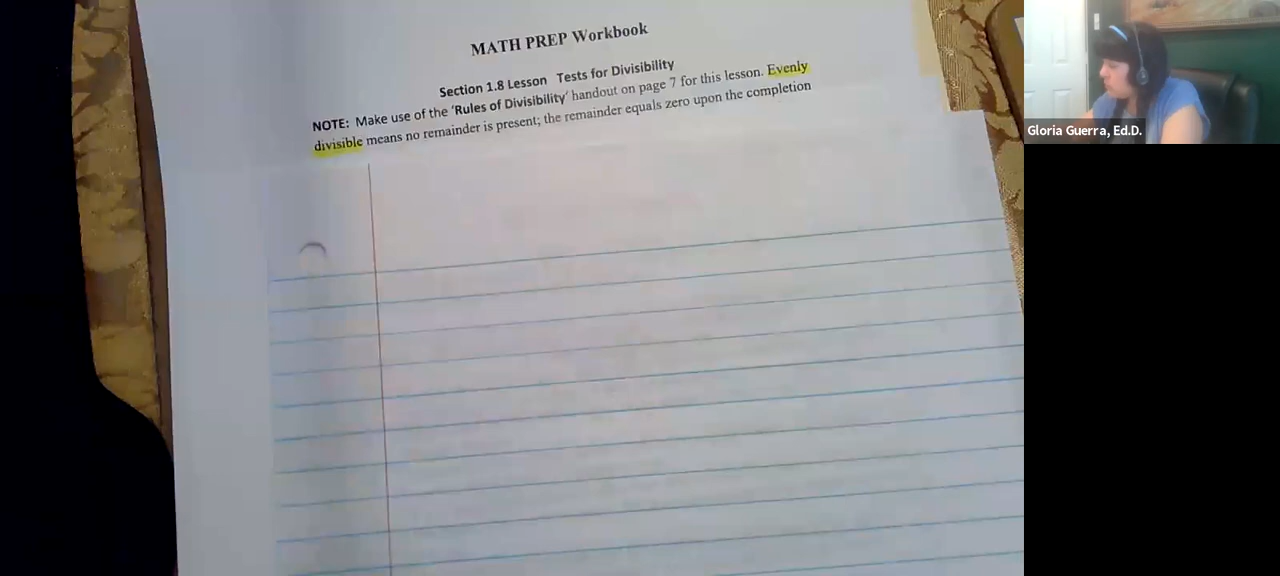 MATH PREP Workbook
Section 1.8 Lesson Tests for Divisibility
NOTE: Make use of the 'Rules of Divisibility' handout on page 7 for this lesson. Evenly
divisible means no remainder is present; the remainder equals zero upon the completion
Gloria Guerra, Ed.D.